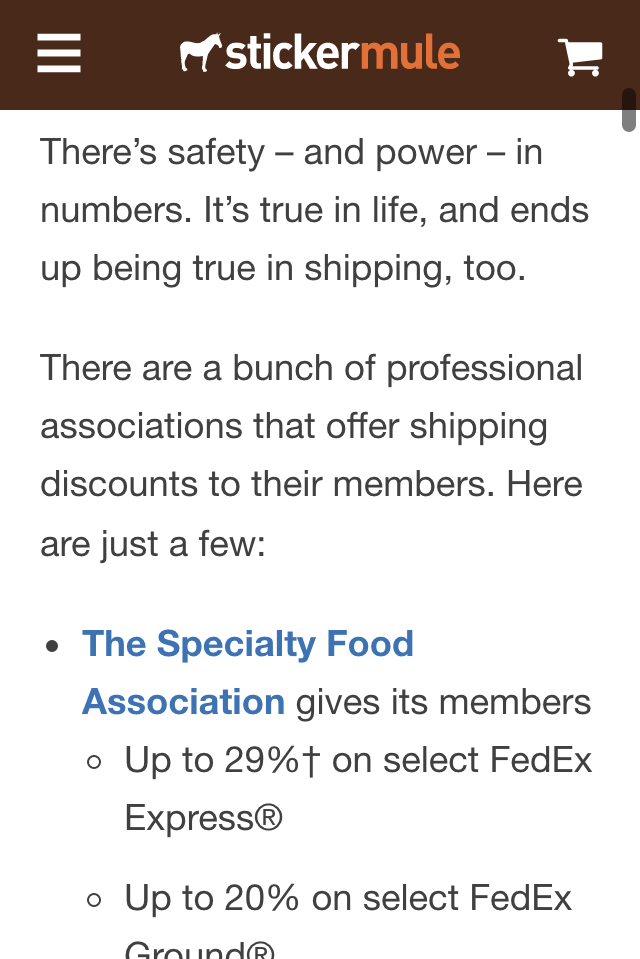 stickermule
There’s safety – and power – in
numbers. It’s true in life, and ends
up being true in shipping, too.
There are a bunch of professional
associations that offer shipping
discounts to their members. Here
are just a few:
• The Specialty Food
Association gives its members
○ Up to 29%† on select FedEx
Express®
○ Up to 20% on select FedEx
Ground®